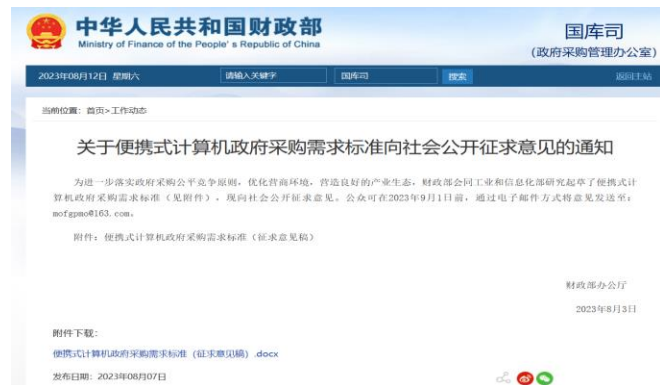 中华人民共和国财政部
Ministry of Finance of the People's Republic of China
国库司
(政府采购管理办公室)
2023年08月12日 星期六
请输入关键字
国库司
搜索
返回主站
当前位置：首页>工作动态
关于便携式计算机政府采购需求标准向社会公开征求意见的通知
为进一步落实政府采购公平竞争原则，优化营商环境，营造良好的产业生态，财政部会同工业和信息化部研究起草了便携式计
算机政府采购需求标准（见附件），现向社会公开征求意见。公众可在2023年9月1日前，通过电子邮件方式将意见发送至：
mofgpmo@163.com。
附件：便携式计算机政府采购需求标准（征求意见稿）
财政部办公厅
2023年8月3日
附件下载：
便携式计算机政府采购需求标准（征求意见稿）.docx
发布日期：2023年08月07日